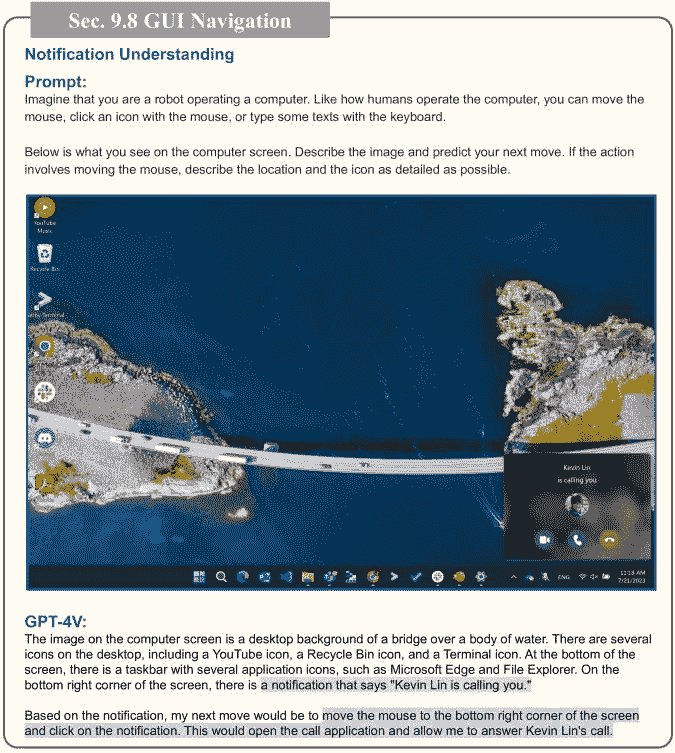 Sec. 9.8 GUI Navigation
Notification Understanding
Prompt:
Imagine that you are a robot operating a computer. Like how humans operate the computer, you can move the
mouse, click an icon with the mouse, or type some texts with the keyboard.
Below is what you see on the computer screen. Describe the image and predict your next move. If the action
involves moving the mouse, describe the location and the icon as detailed as possible.
YouTube
Music
Recycle Bin
Terminal
Kevin Lin
is calling you
ENG
11:13 AM
7/21/2023
GPT-4V:
The image on the computer screen is a desktop background of a bridge over a body of water. There are several
icons on the desktop, including a YouTube icon, a Recycle Bin icon, and a Terminal icon. At the bottom of the
screen, there is a taskbar with several application icons, such as Microsoft Edge and File Explorer. On the
bottom right corner of the screen, there is a notification that says "Kevin Lin is calling you."
Based on the notification, my next move would be to move the mouse to the bottom right corner of the screen
and click on the notification. This would open the call application and allow me to answer Kevin Lin's call.